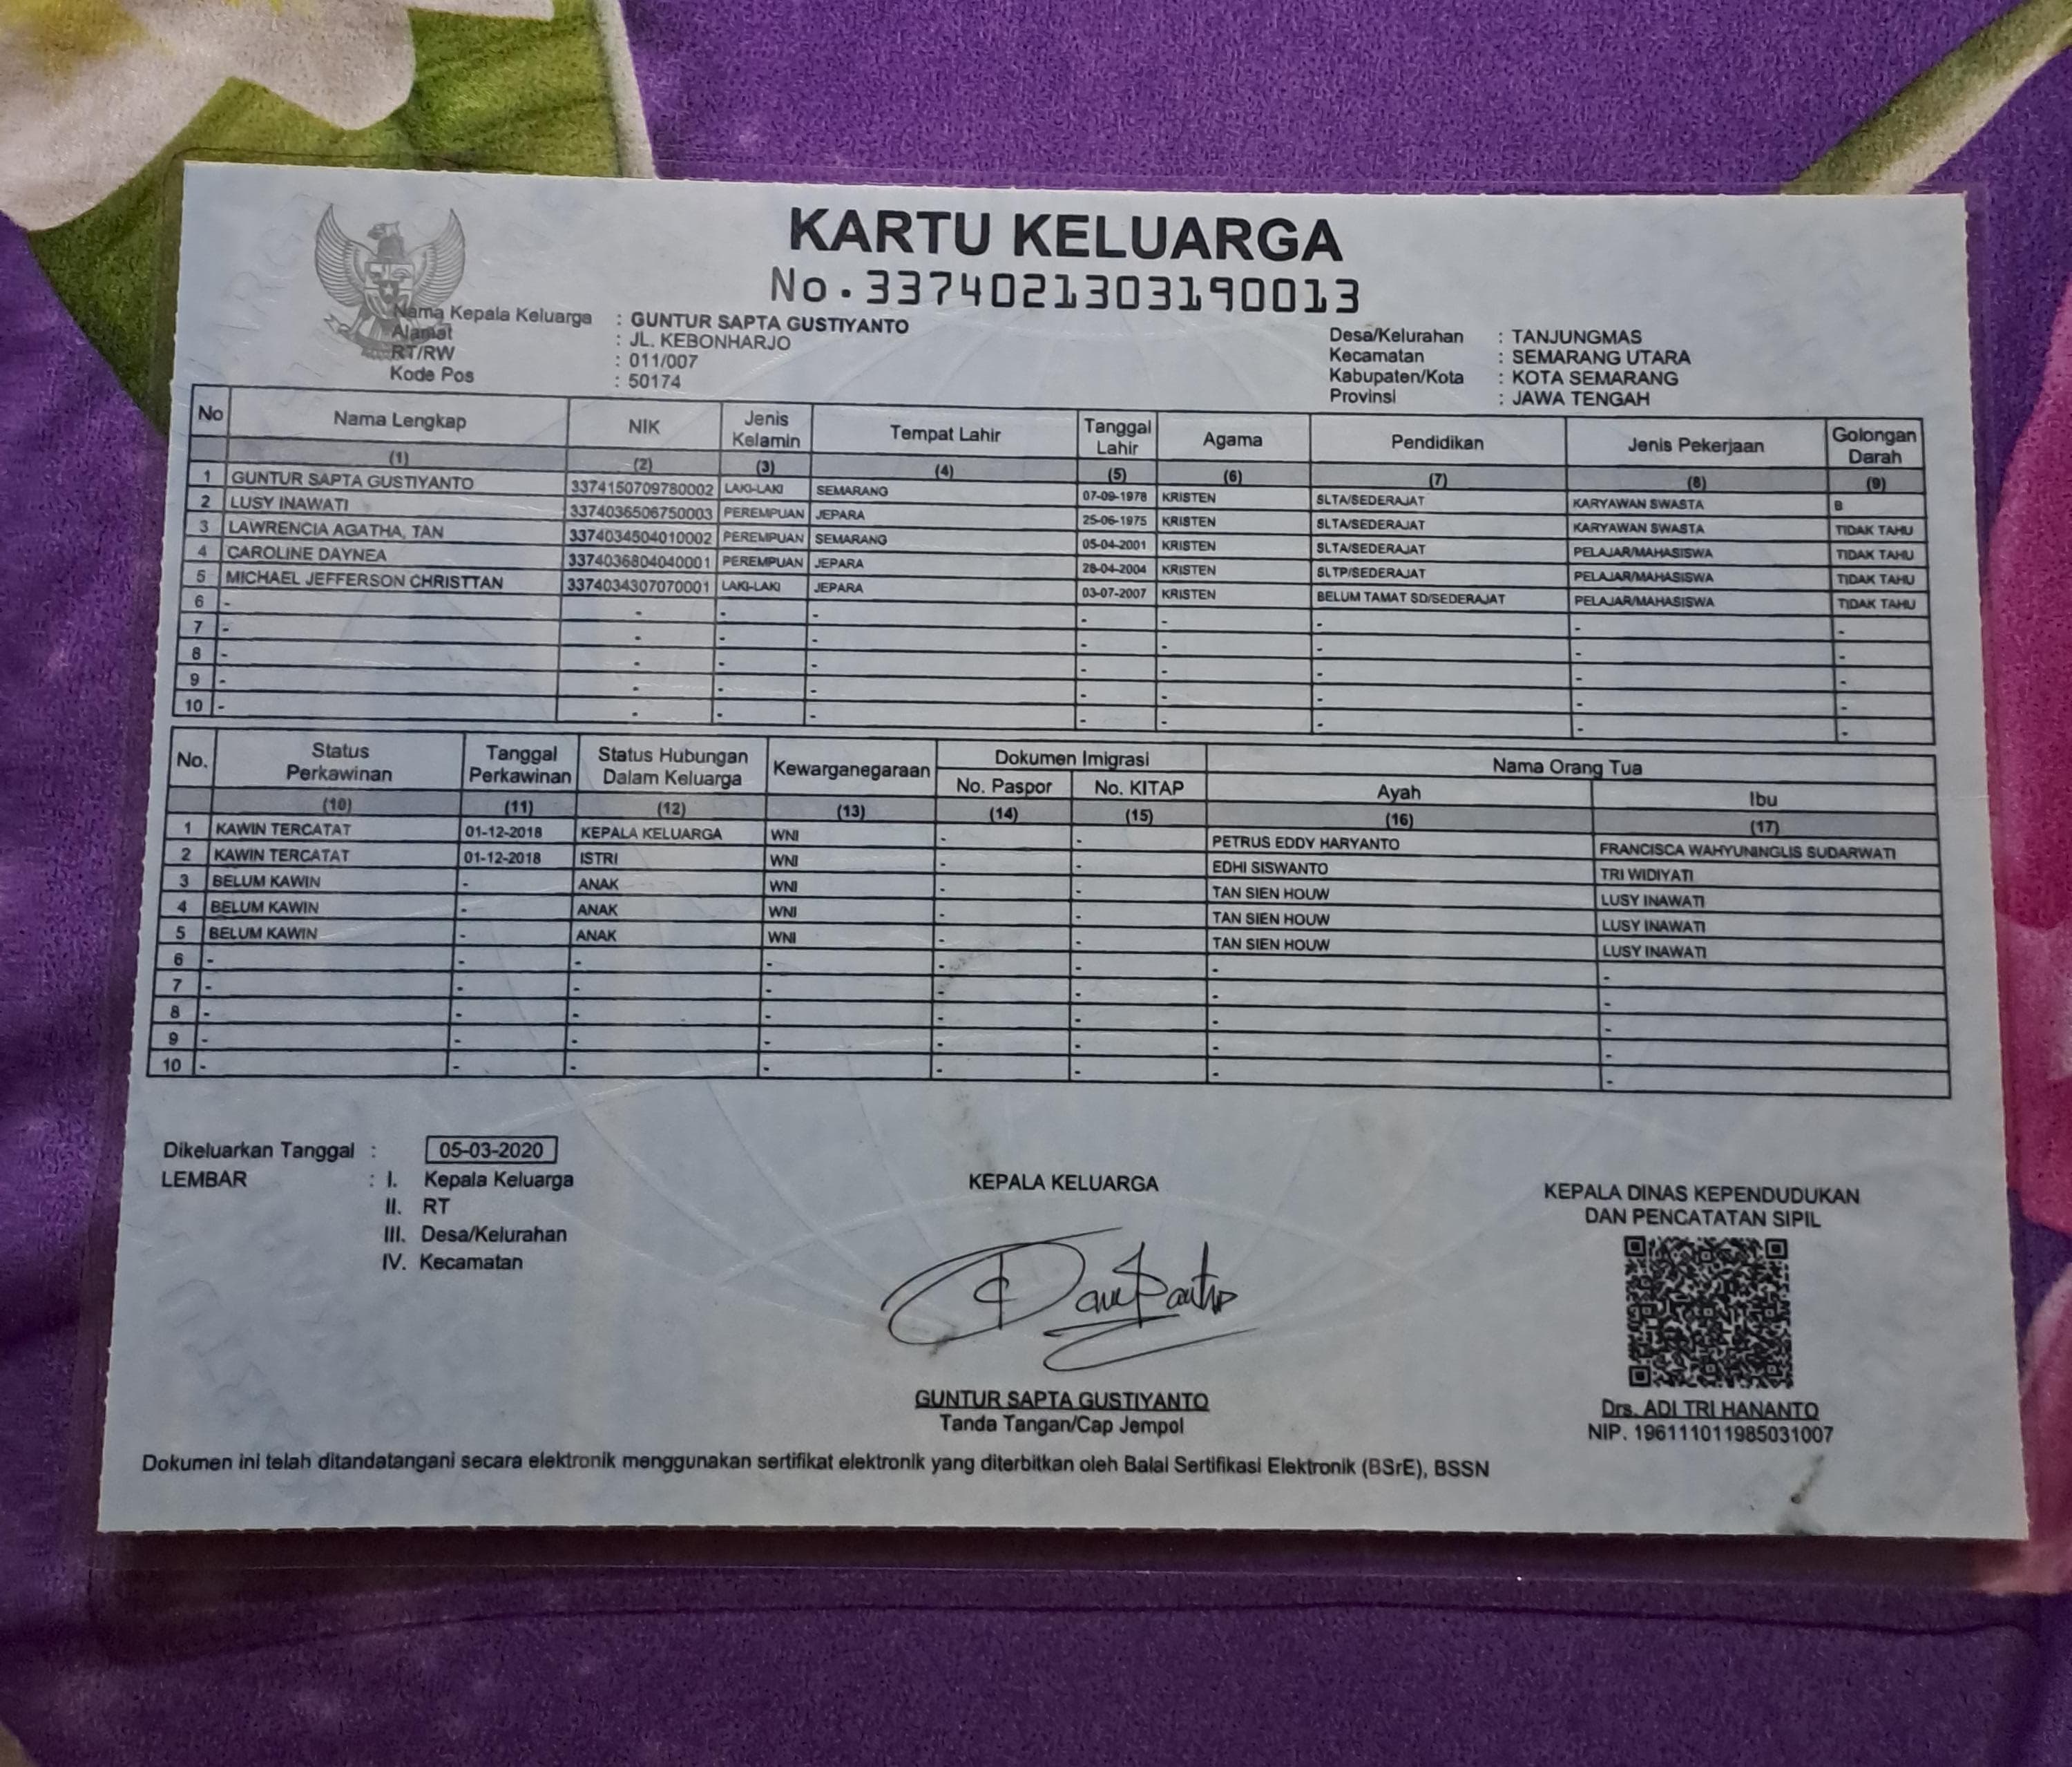 KARTU KELUARGA
No.3374021303190013
Nama Kepala Keluarga : GUNTUR SAPTA GUSTIYANTO
Alamat : JL. KEBONHARJO
RT/RW : 011/007
Kode Pos : 50174
Desa/Kelurahan : TANJUNGMAS
Kecamatan : SEMARANG UTARA
Kabupaten/Kota : KOTA SEMARANG
Provinsi : JAWA TENGAH
No Nama Lengkap NIK Jenis Kelamin Tempat Lahir Tanggal Lahir Agama Pendidikan Jenis Pekerjaan Golongan Darah
(1) (2) (3) (4) (5) (6) (7) (8) (9)
1 GUNTUR SAPTA GUSTIYANTO 3374150709780002 LAKI-LAKI SEMARANG 07-09-1978 KRISTEN SLTA/SEDERAJAT KARYAWAN SWASTA B
2 LUSY INAWATI 3374036506750003 PEREMPUAN JEPARA 25-06-1975 KRISTEN SLTA/SEDERAJAT KARYAWAN SWASTA TIDAK TAHU
3 LAWRENCIA AGATHA, TAN 3374034504010002 PEREMPUAN SEMARANG 05-04-2001 KRISTEN SLTA/SEDERAJAT PELAJAR/MAHASISWA TIDAK TAHU
4 CAROLINE DAYNEA 3374036804040001 PEREMPUAN JEPARA 28-04-2004 KRISTEN SLTP/SEDERAJAT PELAJAR/MAHASISWA TIDAK TAHU
5 MICHAEL JEFFERSON CHRISTTAN 3374034307070001 LAKI-LAKI JEPARA 03-07-2007 KRISTEN BELUM TAMAT SD/SEDERAJAT PELAJAR/MAHASISWA TIDAK TAHU
6 - - - - - - - - -
7 - - - - - - - - -
8 - - - - - - - - -
9 - - - - - - - - -
10 - - - - - - - - -
No. Status Perkawinan Tanggal Perkawinan Status Hubungan Dalam Keluarga Kewarganegaraan Dokumen Imigrasi Nama Orang Tua
No. Paspor No. KITAP Ayah Ibu
(10) (11) (12) (13) (14) (15) (16) (17)
1 KAWIN TERCATAT 01-12-2018 KEPALA KELUARGA WNI - - PETRUS EDDY HARYANTO FRANCISCA WAHYUNINGLIS SUDARWATI
2 KAWIN TERCATAT 01-12-2018 ISTRI WNI - - EDHI SISWANTO TRI WIDIYATI
3 BELUM KAWIN - ANAK WNI - - TAN SIEN HOUW LUSY INAWATI
4 BELUM KAWIN - ANAK WNI - - TAN SIEN HOUW LUSY INAWATI
5 BELUM KAWIN - ANAK WNI - - TAN SIEN HOUW LUSY INAWATI
6 - - - - - - - -
7 - - - - - - - -
8 - - - - - - - -
9 - - - - - - - -
10 - - - - - - - -
Dikeluarkan Tanggal : 05-03-2020
LEMBAR : I. Kepala Keluarga
II. RT
III. Desa/Kelurahan
IV. Kecamatan
KEPALA KELUARGA
GUNTUR SAPTA GUSTIYANTO
Tanda Tangan/Cap Jempol
KEPALA DINAS KEPENDUDUKAN
DAN PENCATATAN SIPIL
Drs. ADI TRI HANANTO
NIP. 196111011985031007
Dokumen ini telah ditandatangani secara elektronik menggunakan sertifikat elektronik yang diterbitkan oleh Balai Sertifikasi Elektronik (BSrE), BSSN